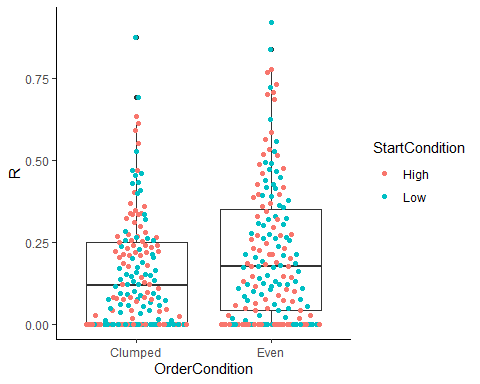 R
0.75
0.50
0.25
0.00
Clumped
Even
OrderCondition
StartCondition
High
Low